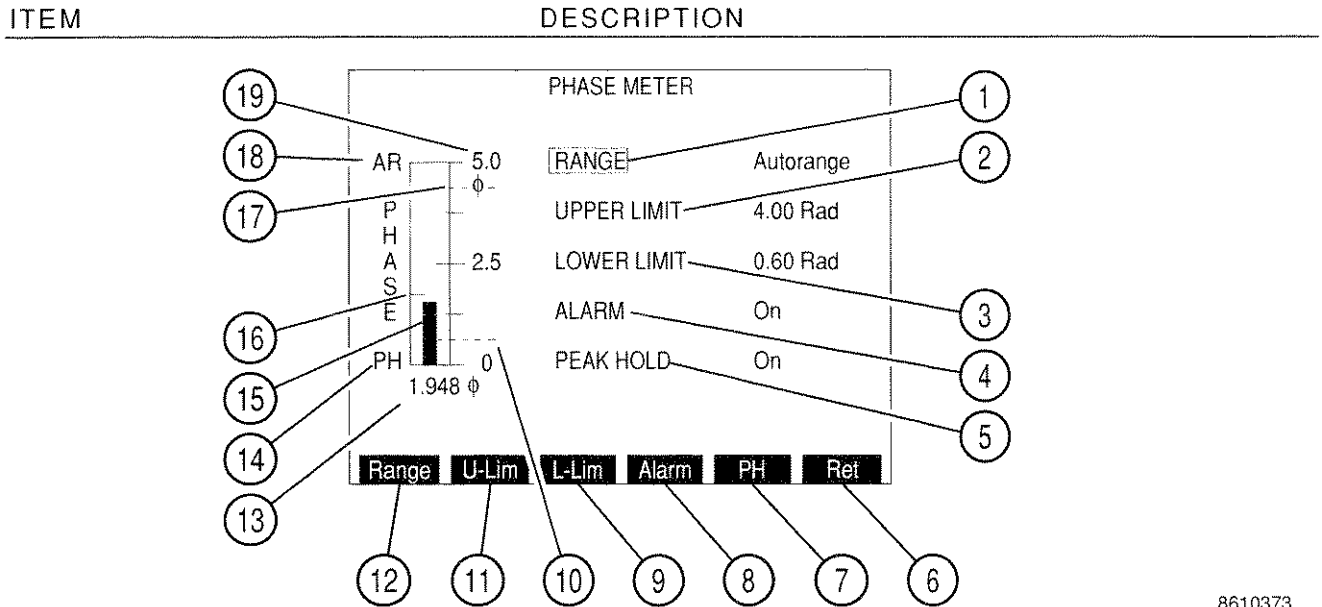 ITEM DESCRIPTION
PHASE METER
19 1
18 AR 5.0 RANGE Autorange 2
ϕ
17 P UPPER LIMIT 4.00 Rad
H
A 2.5 LOWER LIMIT 0.60 Rad
S 3
16 E ALARM On
15 PH 0 PEAK HOLD On 4
1.948 ϕ
14 5
Range U-Lim L-Lim Alarm PH Ret
13
12 11 10 9 8 7 6
8610373